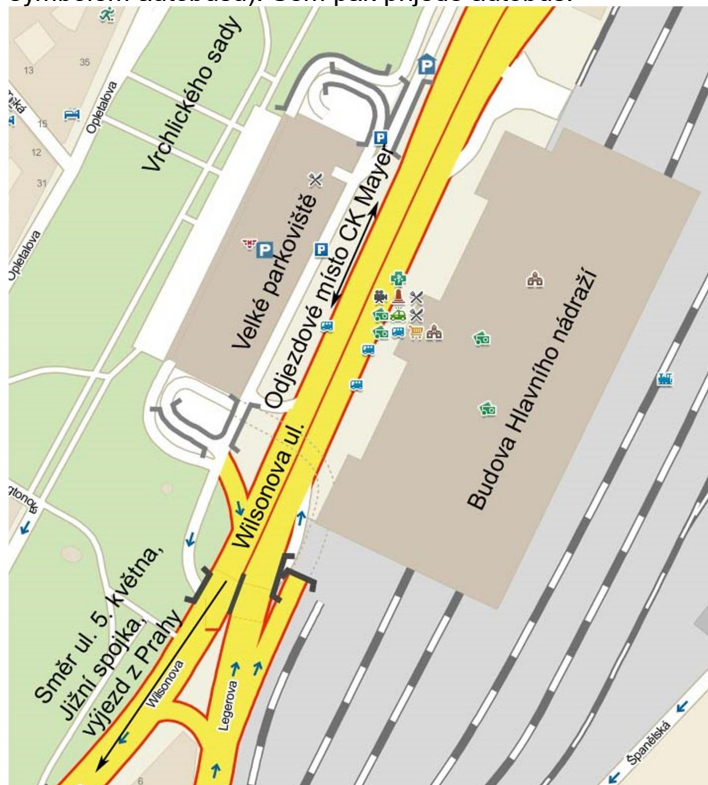 symbolem autobusu). Sem pak přijede autobus.
13
35
Opletalova
Vrchlického sady
15
12
31
Opletalova
P
P
P
P
Velké parkoviště
Odjezdové místo CK Mayer
Wilsonova ul.
Budova Hlavního nádraží
Směr ul. 5. května,
Jižní spojka,
výjezd z Prahy
Wilsonova
Legerova
Španělská
6